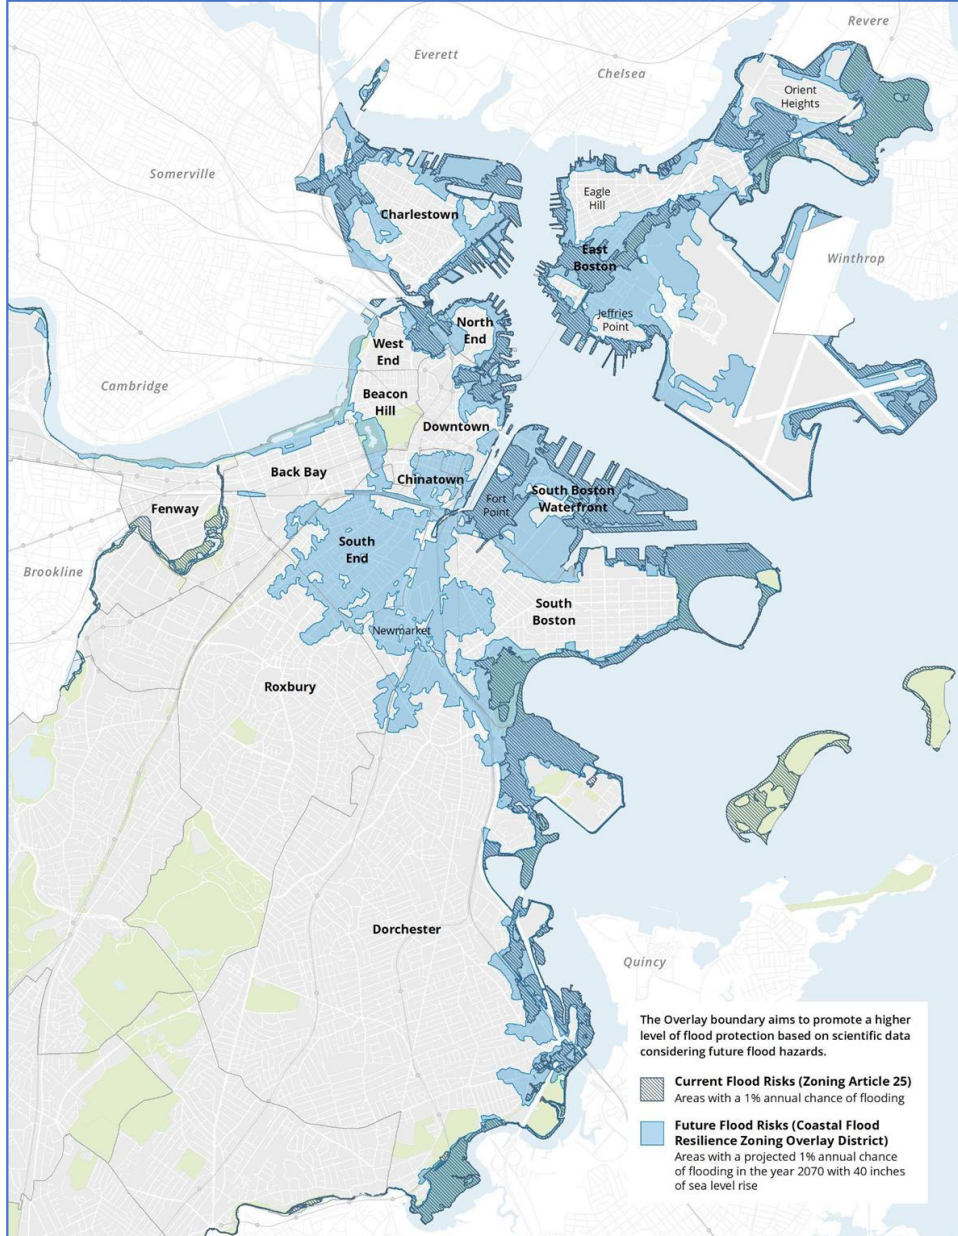 Revere
Everett
Chelsea
Orient
Heights
Somerville
Eagle
Hill
Charlestown
East
Boston
Winthrop
Jeffries
Point
North
End
West
End
Cambridge
Beacon
Hill
Downtown
Back Bay
Chinatown
South Boston
Waterfront
Fort
Point
Fenway
South
End
Brookline
South
Boston
Newmarket
Roxbury
Dorchester
Quincy
The Overlay boundary aims to promote a higher
level of flood protection based on scientific data
considering future flood hazards.
Current Flood Risks (Zoning Article 25)
Areas with a 1% annual chance of flooding
Future Flood Risks (Coastal Flood
Resilience Zoning Overlay District)
Areas with a projected 1% annual chance
of flooding in the year 2070 with 40 inches
of sea level rise